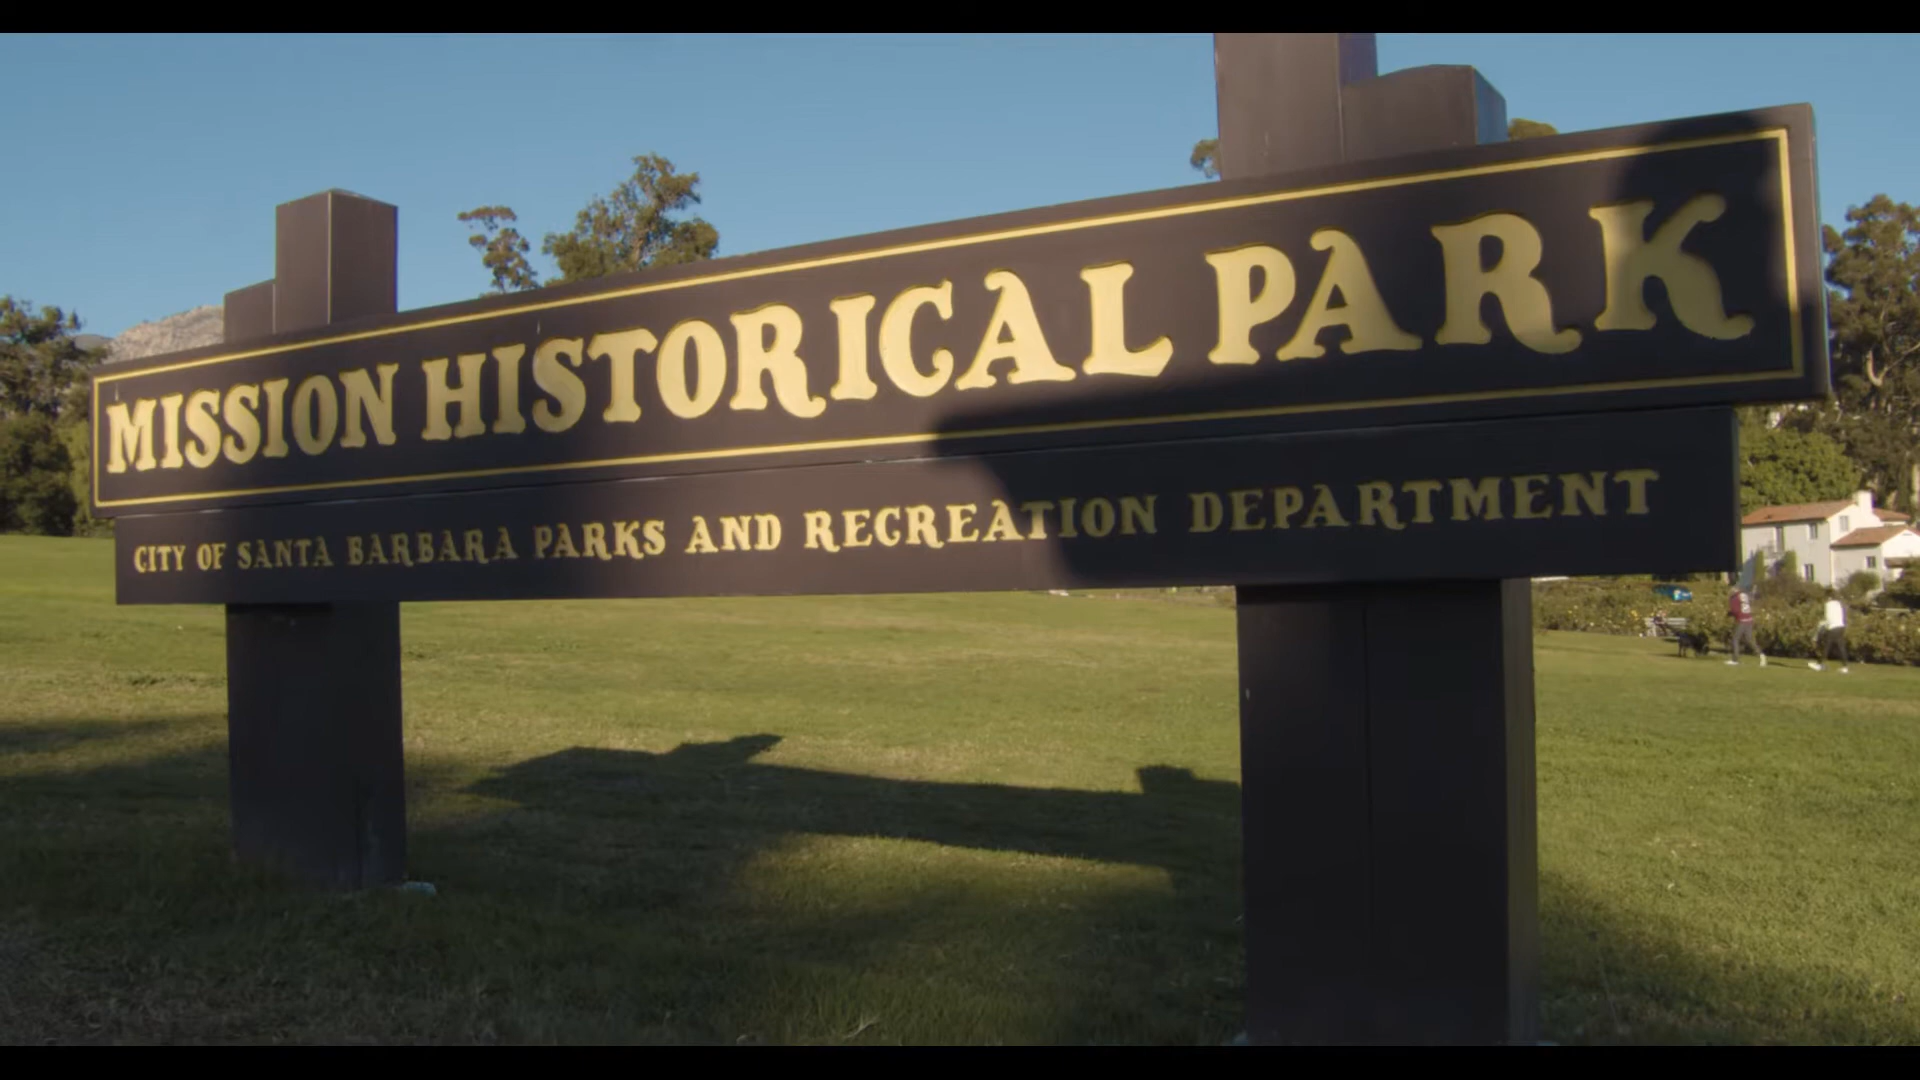 MISSION HISTORICAL PARK
CITY OF SANTA BARBARA PARKS AND RECREATION DEPARTMENT